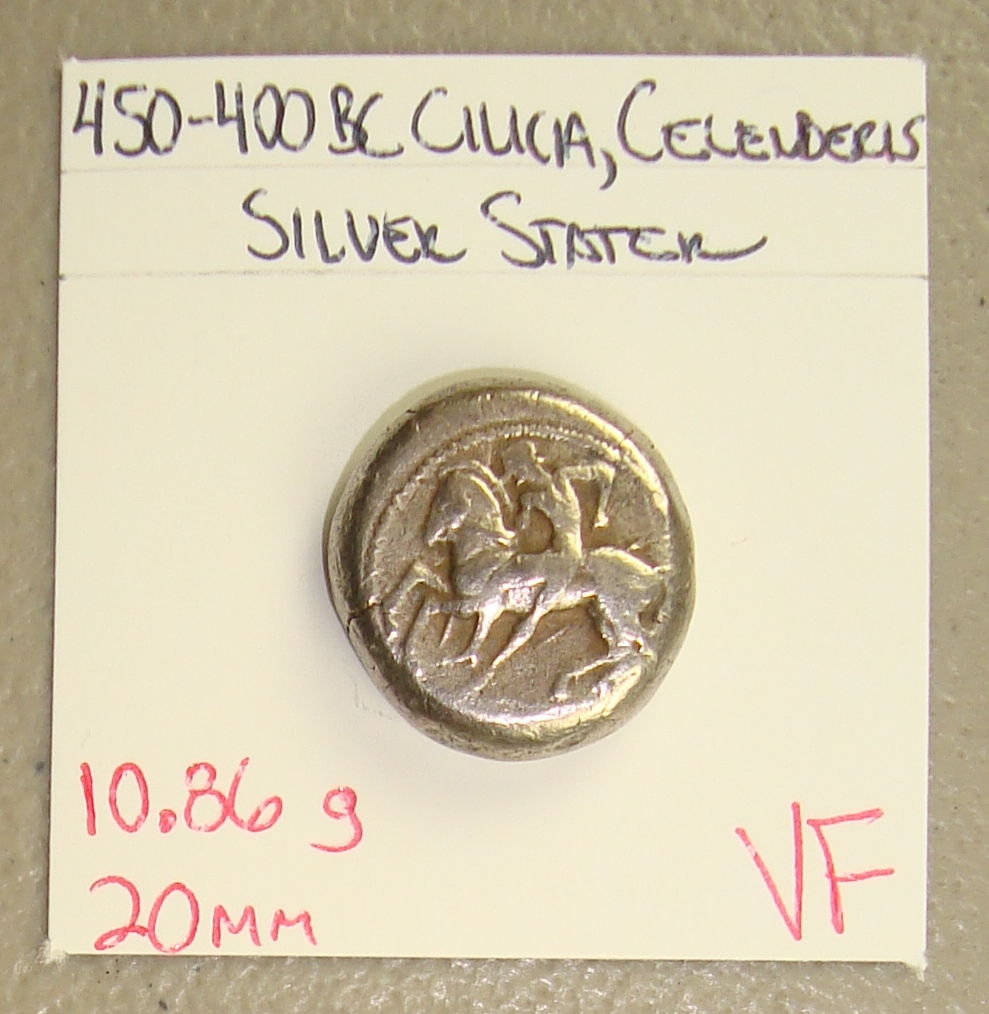 450-400 BC CILICIA, CELENDERIS
SILVER STATER
10.86 g
20MM
VF